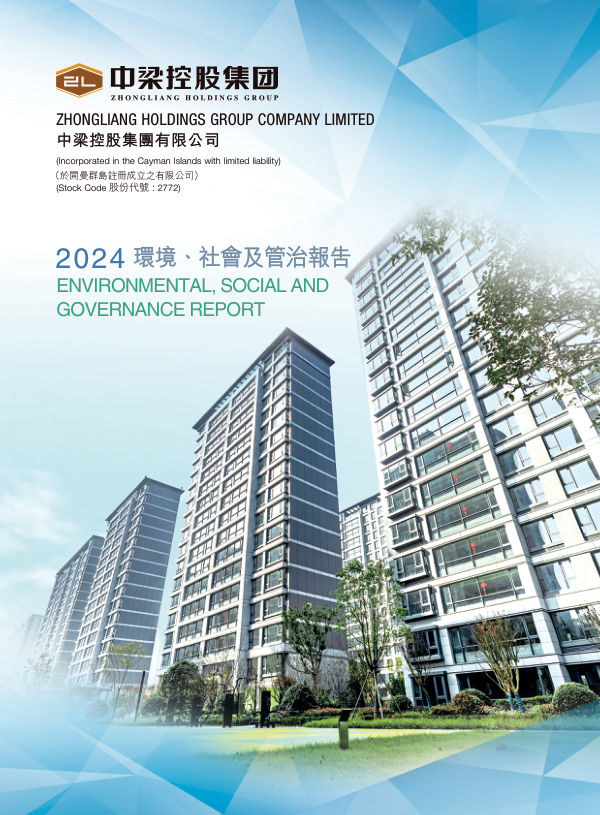 中梁控股集团
ZHONGLIANG HOLDINGS GROUP
ZHONGLIANG HOLDINGS GROUP COMPANY LIMITED
中梁控股集團有限公司
(Incorporated in the Cayman Islands with limited liability)
(於開曼群島註冊成立之有限公司)
(Stock Code 股份代號 : 2772)
2024 環境、社會及管治報告
ENVIRONMENTAL, SOCIAL AND
GOVERNANCE REPORT